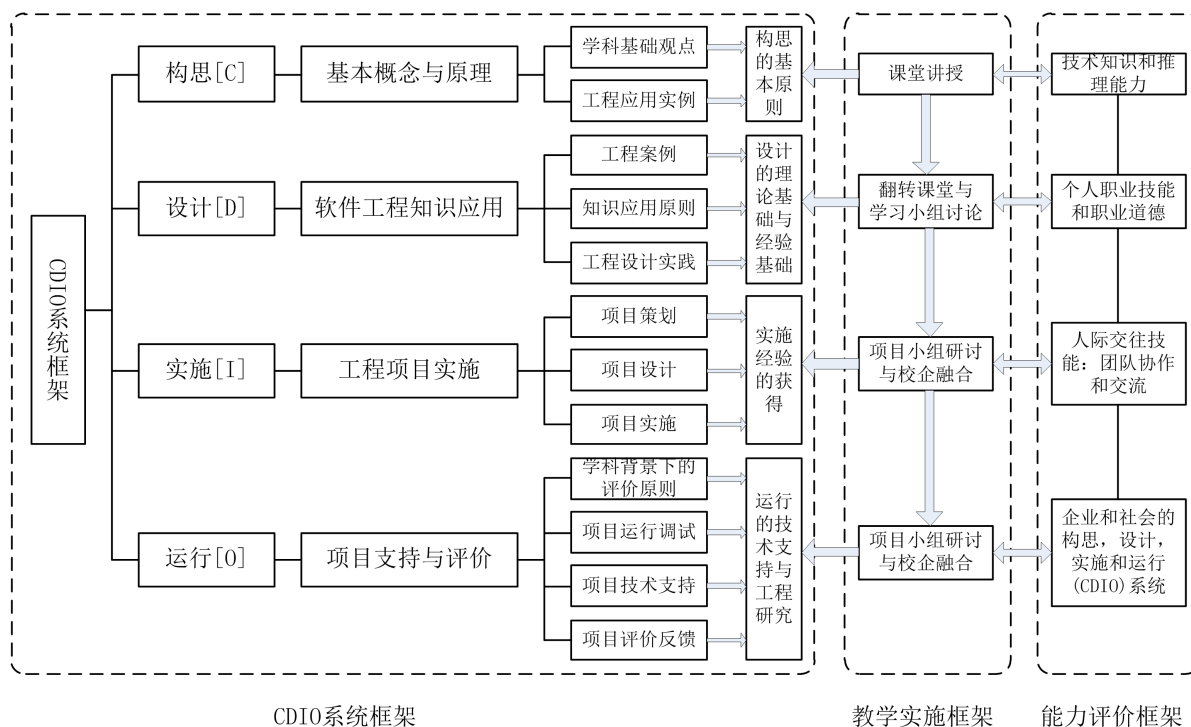 CDIO系统框架
构思[C]
基本概念与原理
学科基础观点
工程应用实例
构思
的基
本原
则
设计[D]
软件工程知识应用
工程案例
知识应用原则
工程设计实践
设计
的理
论基
础与
经验
基础
实施[I]
工程项目实施
项目策划
项目设计
项目实施
实施
经验
的获
得
运行[O]
项目支持与评价
学科背景下的
评价原则
项目运行调试
项目技术支持
项目评价反馈
运行
的技
术支
持与
工程
研究
课堂讲授
翻转课堂与
学习小组讨论
项目小组研讨
与校企融合
项目小组研讨
与校企融合
技术知识和推
理能力
个人职业技能
和职业道德
人际交往技
能：团队协作
和交流
企业和社会的
构思，设计，
实施和运行
(CDIO)系统
CDIO系统框架
教学实施框架
能力评价框架